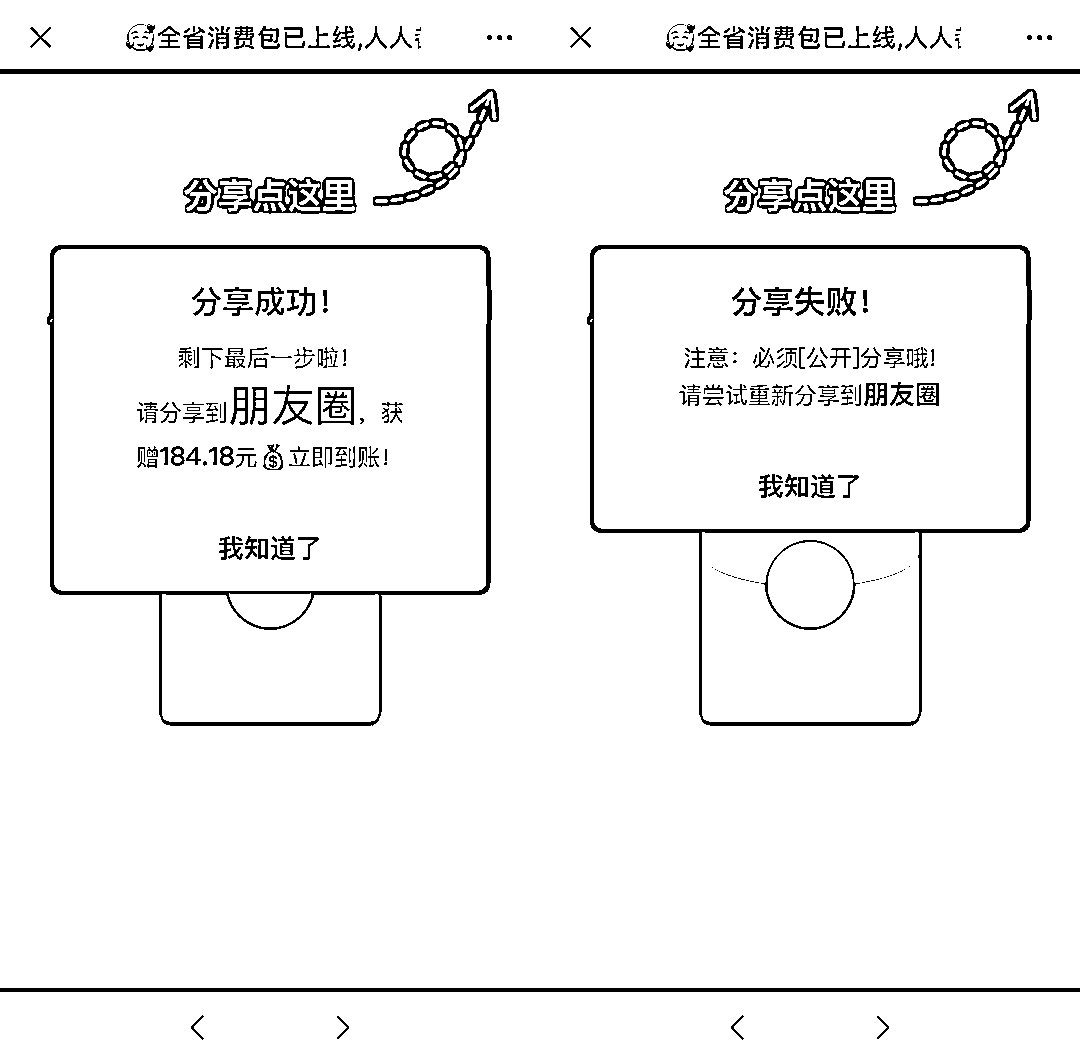 全省消费包已上线,人人
分享点这里
分享成功!
剩下最后一步啦!
请分享到朋友圈，获
赠184.18元💰立即到账!
我知道了
全省消费包已上线,人人
分享点这里
分享失败!
注意：必须[公开]分享哦!
请尝试重新分享到朋友圈
我知道了